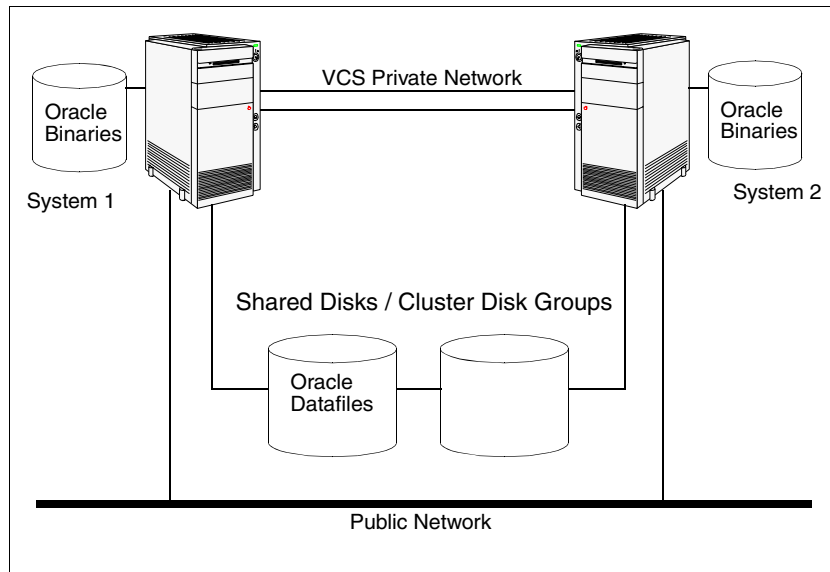 VCS Private Network
Oracle
Binaries
Oracle
Binaries
System 1
System 2
Shared Disks / Cluster Disk Groups
Oracle
Datafiles
Public Network